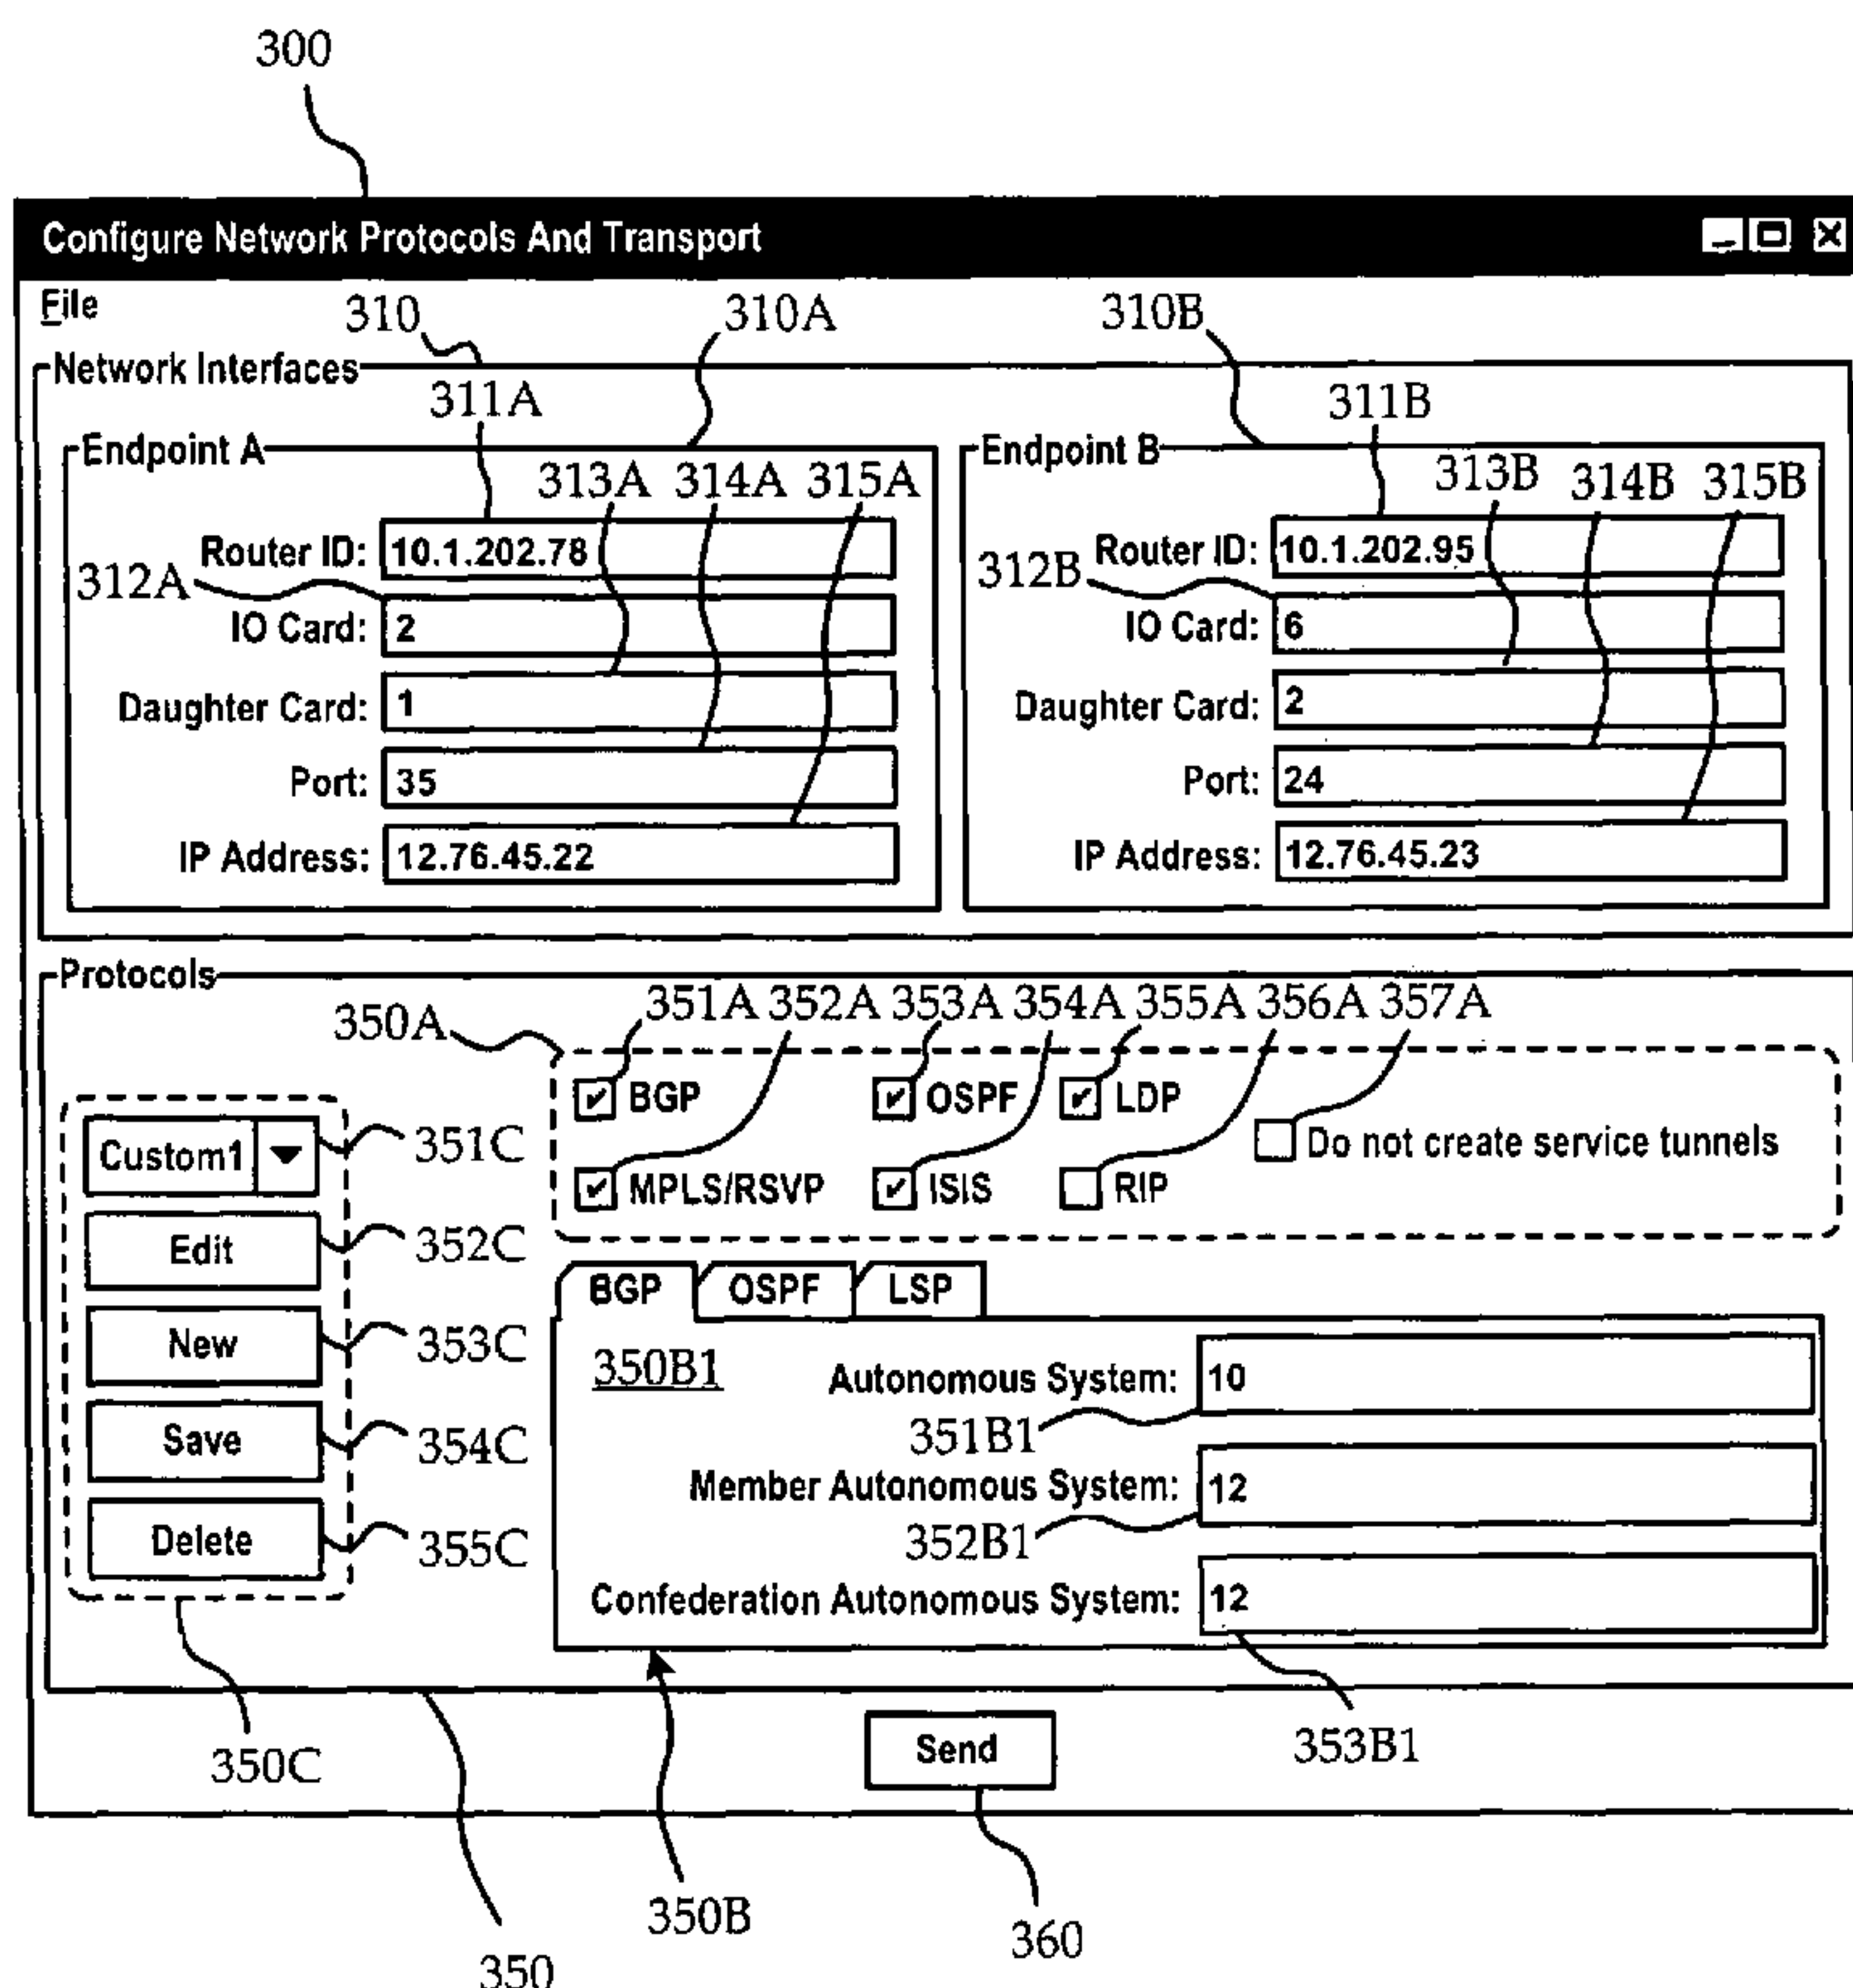 300
Configure Network Protocols And Transport
File
310
310A
310B
Network Interfaces
311A
311B
Endpoint A
Endpoint B
313A 314A 315A
313B 314B 315B
Router ID: 10.1.202.78
Router ID: 10.1.202.95
312A
312B
IO Card: 2
IO Card: 6
Daughter Card: 1
Daughter Card: 2
Port: 35
Port: 24
IP Address: 12.76.45.22
IP Address: 12.76.45.23
Protocols
350A
351A 352A 353A 354A 355A 356A 357A
BGP
OSPF
LDP
Do not create service tunnels
MPLS/RSVP
ISIS
RIP
Custom1
351C
Edit
352C
New
353C
Save
354C
Delete
355C
BGP
OSPF
LSP
350B1
Autonomous System: 10
351B1
Member Autonomous System: 12
352B1
Confederation Autonomous System: 12
353B1
350C
Send
350B
360
350